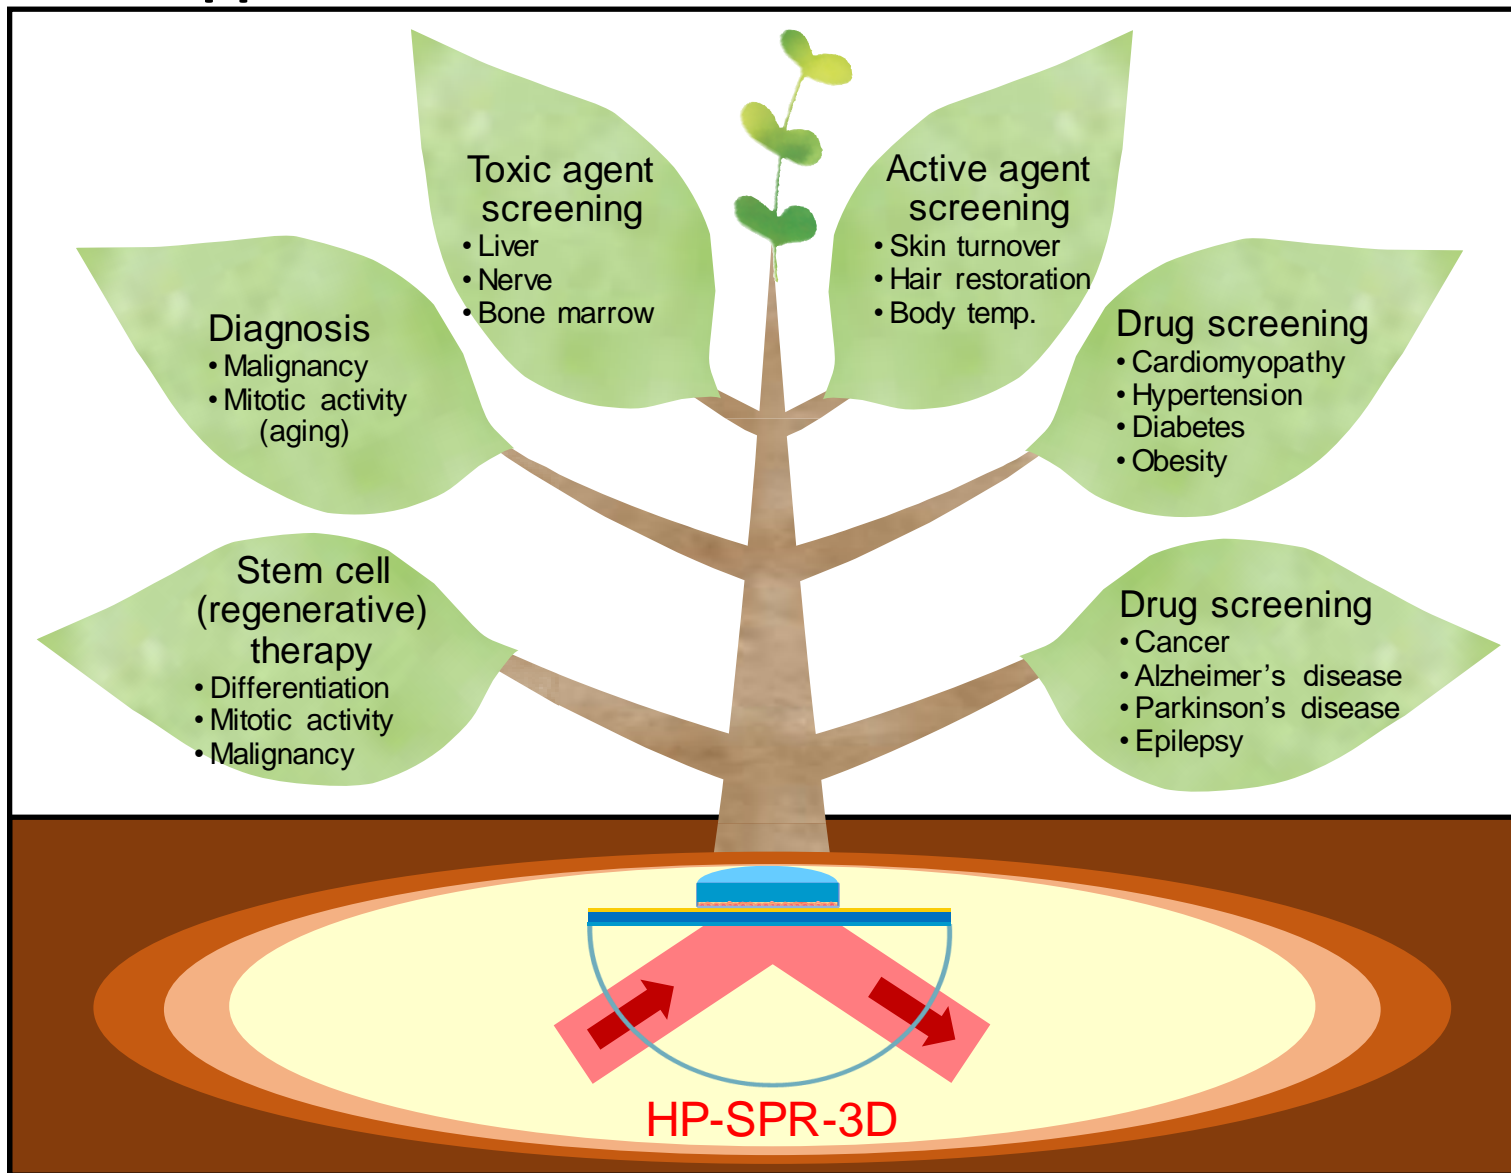 Toxic agent
screening
• Liver
• Nerve
• Bone marrow
Active agent
screening
• Skin turnover
• Hair restoration
• Body temp.
Diagnosis
• Malignancy
• Mitotic activity
(aging)
Drug screening
• Cardiomyopathy
• Hypertension
• Diabetes
• Obesity
Stem cell
(regenerative)
therapy
• Differentiation
• Mitotic activity
• Malignancy
Drug screening
• Cancer
• Alzheimer’s disease
• Parkinson’s disease
• Epilepsy
HP-SPR-3D